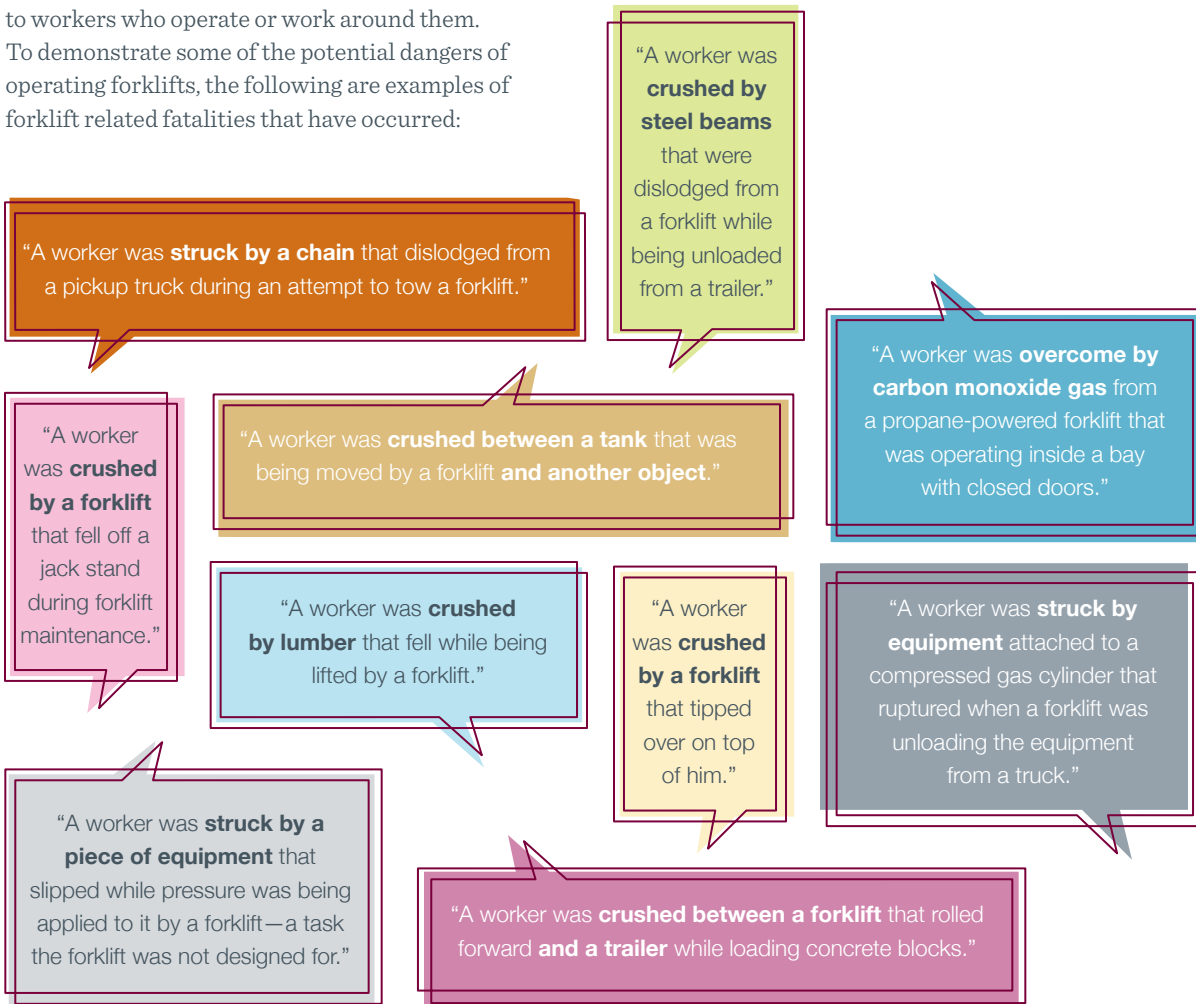 to workers who operate or work around them.
To demonstrate some of the potential dangers of
operating forklifts, the following are examples of
forklift related fatalities that have occurred:
“A worker was
crushed by
steel beams
that were
dislodged from
a forklift while
being unloaded
from a trailer.”
“A worker was struck by a chain that dislodged from
a pickup truck during an attempt to tow a forklift.”
“A worker was overcome by
carbon monoxide gas from
a propane-powered forklift that
was operating inside a bay
with closed doors.”
“A worker
was crushed
by a forklift
that fell off a
jack stand
during forklift
maintenance.”
“A worker was crushed between a tank that was
being moved by a forklift and another object.”
“A worker was crushed
by lumber that fell while being
lifted by a forklift.”
“A worker
was crushed
by a forklift
that tipped
over on top
of him.”
“A worker was struck by
equipment attached to a
compressed gas cylinder that
ruptured when a forklift was
unloading the equipment
from a truck.”
“A worker was struck by a
piece of equipment that
slipped while pressure was being
applied to it by a forklift—a task
the forklift was not designed for.”
“A worker was crushed between a forklift that rolled
forward and a trailer while loading concrete blocks.”